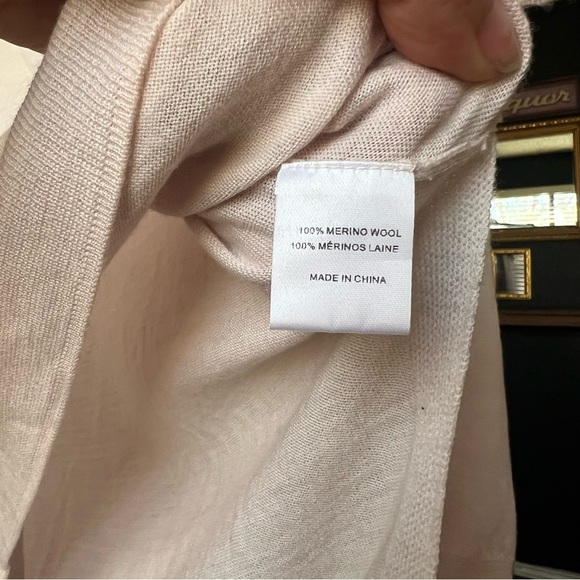 100% MERINO WOOL
100% MÉRINOS LAINE
MADE IN CHINA